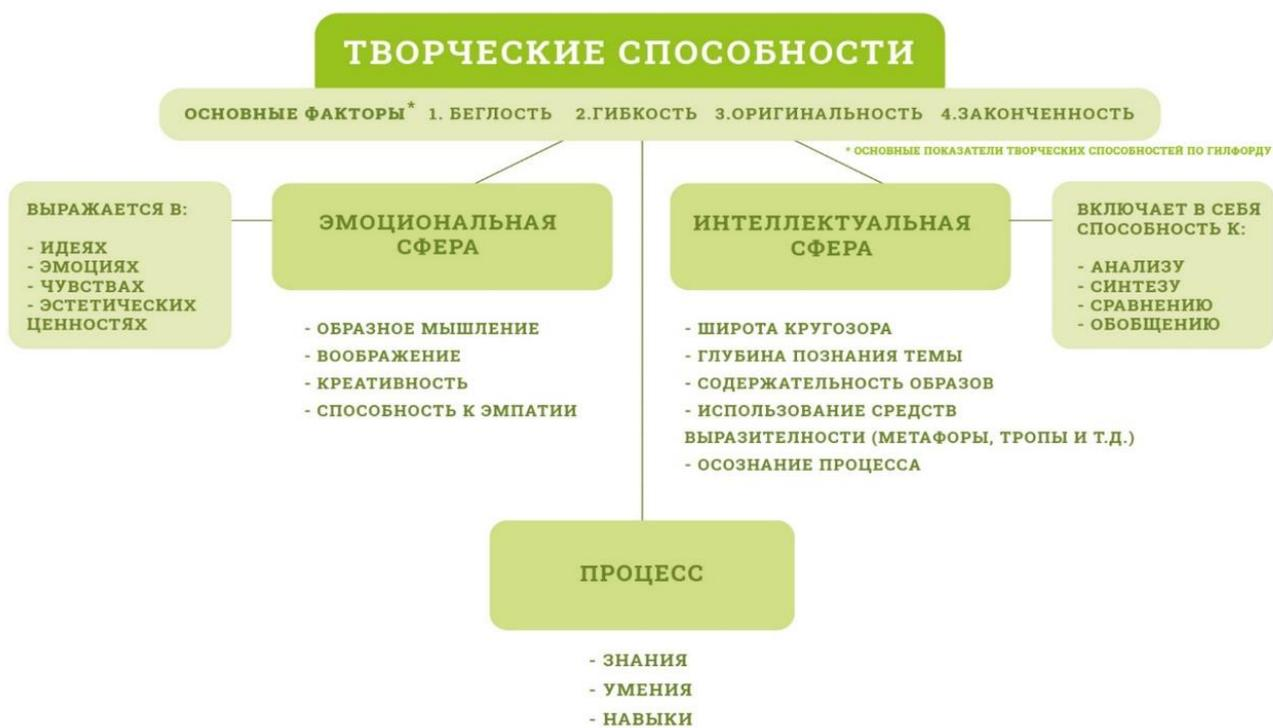 ТВОРЧЕСКИЕ СПОСОБНОСТИ
ОСНОВНЫЕ ФАКТОРЫ* 1. БЕГЛОСТЬ 2.ГИБКОСТЬ 3.ОРИГИНАЛЬНОСТЬ 4.ЗАКОНЧЕННОСТЬ
* ОСНОВНЫЕ ПОКАЗАТЕЛИ ТВОРЧЕСКИХ СПОСОБНОСТЕЙ ПО ГИЛФОРДУ
ВЫРАЖАЕТСЯ В:
- ИДЕЯХ
- ЭМОЦИЯХ
- ЧУВСТВАХ
- ЭСТЕТИЧЕСКИХ
ЦЕННОСТЯХ
ЭМОЦИОНАЛЬНАЯ
СФЕРА
- ОБРАЗНОЕ МЫШЛЕНИЕ
- ВООБРАЖЕНИЕ
- КРЕАТИВНОСТЬ
- СПОСОБНОСТЬ К ЭМПАТИИ
ИНТЕЛЛЕКТУАЛЬНАЯ
СФЕРА
- ШИРОТА КРУГОЗОРА
- ГЛУБИНА ПОЗНАНИЯ ТЕМЫ
- СОДЕРЖАТЕЛЬНОСТЬ ОБРАЗОВ
- ИСПОЛЬЗОВАНИЕ СРЕДСТВ
ВЫРАЗИТЕЛНОСТИ (МЕТАФОРЫ, ТРОПЫ И Т.Д.)
- ОСОЗНАНИЕ ПРОЦЕССА
ВКЛЮЧАЕТ В СЕБЯ
СПОСОБНОСТЬ К:
- АНАЛИЗУ
- СИНТЕЗУ
- СРАВНЕНИЮ
- ОБОБЩЕНИЮ
ПРОЦЕСС
- ЗНАНИЯ
- УМЕНИЯ
- НАВЫКИ